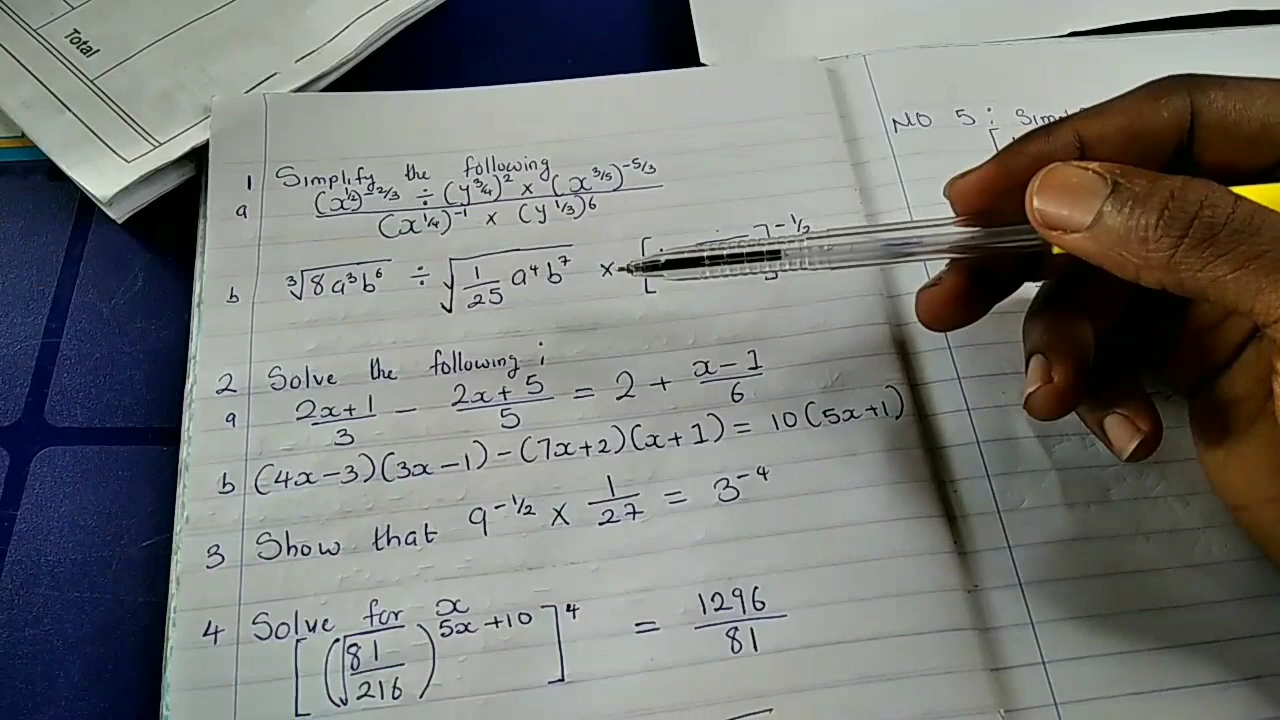 Total
NO 5 :
1 Simplify the following
a (x^1/2)^-2/3 ÷ (y^3/4)^2 × (x^3/5)^-5/3 / (x^1/4)^-1 × (y^1/3)^6
b ∛8a³b⁶ ÷ √(1/25 a⁴b⁷) × [ ]^-1/2
2 Solve the following :
a (2x+1)/3 − (2x+5)/5 = 2 + (x−1)/6
b (4x−3)(3x−1) − (7x+2)(x+1) = 10(5x+1)
3 Show that 9^-1/2 × 1/27 = 3^-4
4 Solve for x
[(√(81/216))^5x+10]^4 = 1296/81